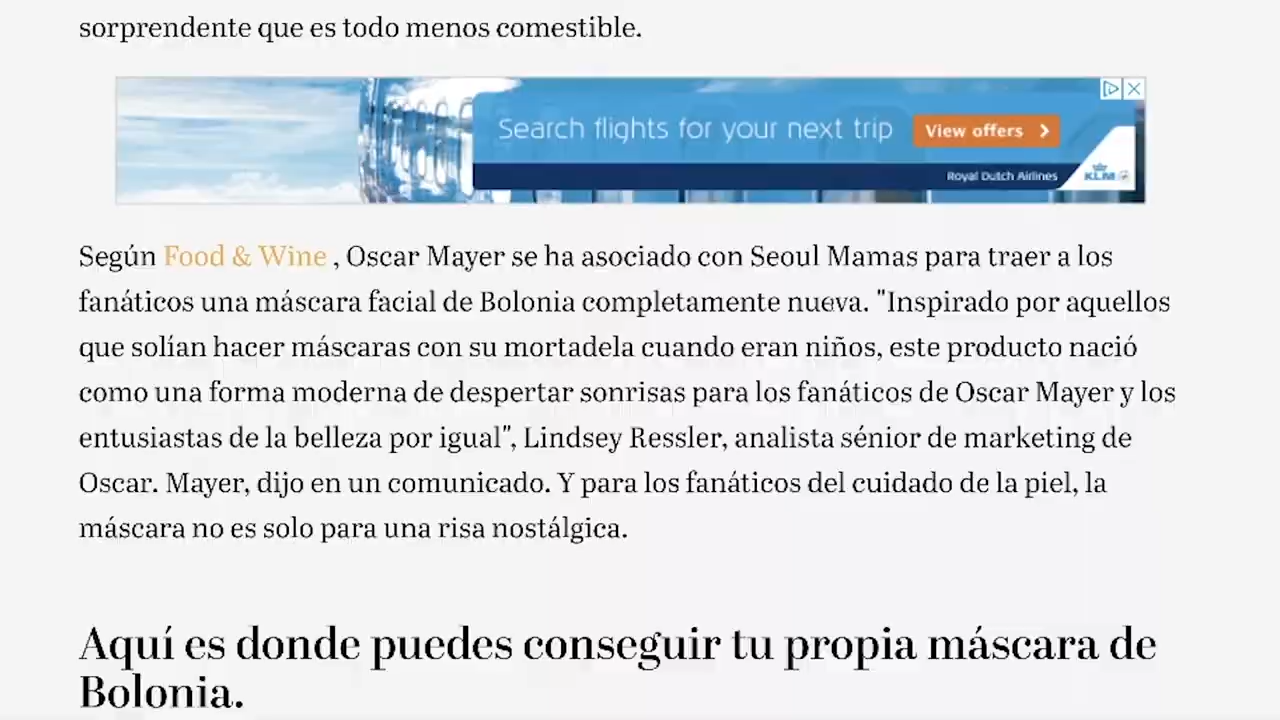 sorprendente que es todo menos comestible.
Search flights for your next trip
View offers
Royal Dutch Airlines
KLM
Según Food & Wine , Oscar Mayer se ha asociado con Seoul Mamas para traer a los
fanáticos una máscara facial de Bolonia completamente nueva. "Inspirado por aquellos
que solían hacer máscaras con su mortadela cuando eran niños, este producto nació
como una forma moderna de despertar sonrisas para los fanáticos de Oscar Mayer y los
entusiastas de la belleza por igual", Lindsey Ressler, analista sénior de marketing de
Oscar. Mayer, dijo en un comunicado. Y para los fanáticos del cuidado de la piel, la
máscara no es solo para una risa nostálgica.
Aquí es donde puedes conseguir tu propia máscara de
Bolonia.